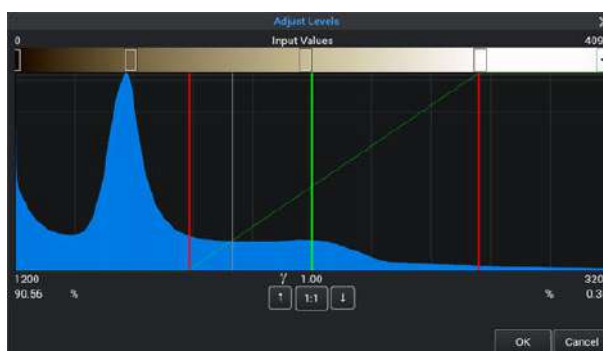 Adjust Levels
0 Input Values 409
1200 γ 1.00 320
90.56 % % 0.3
↑ 1:1 ↓
OK Cancel